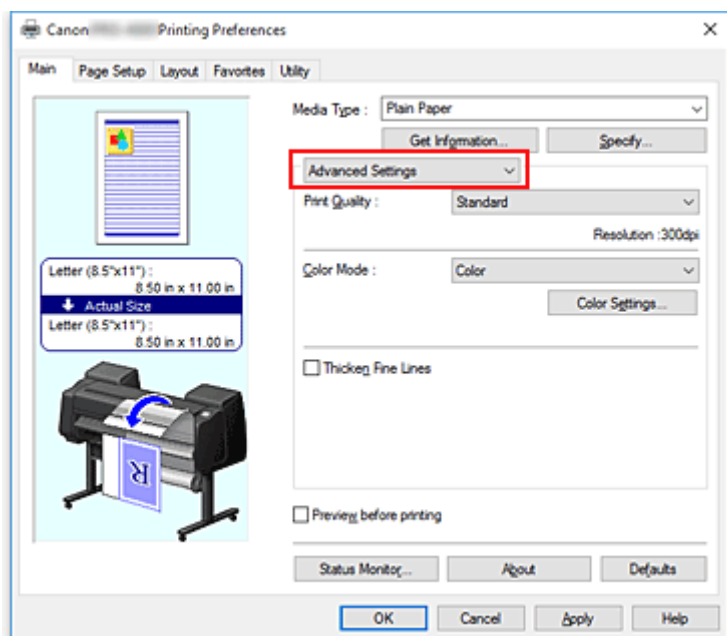 Canon Printing Preferences
Main Page Setup Layout Favorites Utility
Media Type : Plain Paper
Get Information... Specify...
Advanced Settings
Print Quality : Standard
Resolution :300dpi
Letter (8.5"x11") :
8.50 in x 11.00 in
Actual Size
Letter (8.5"x11") :
8.50 in x 11.00 in
Color Mode : Color
Color Settings...
Thicken Fine Lines
R
Preview before printing
Status Monitor... About Defaults
OK Cancel Apply Help